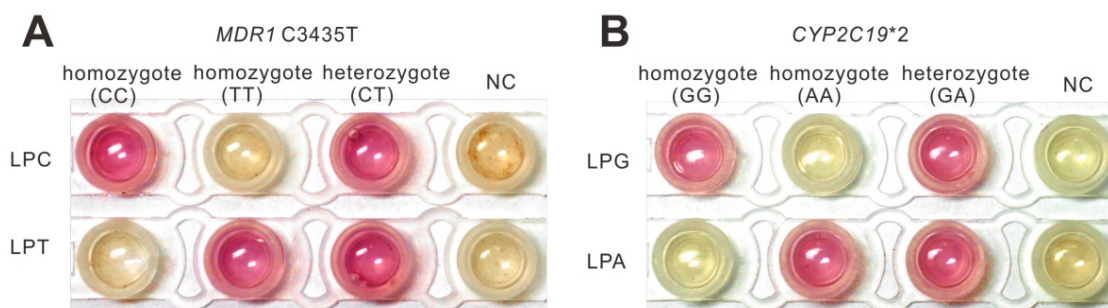 A
MDR1 C3435T
homozygote homozygote heterozygote NC
(CC) (TT) (CT)
LPC
LPT
B
CYP2C19*2
homozygote homozygote heterozygote NC
(GG) (AA) (GA)
LPG
LPA